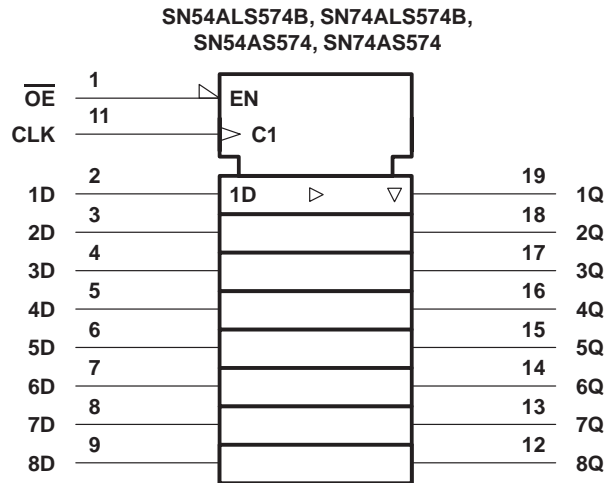 SN54ALS574B, SN74ALS574B,
SN54AS574, SN74AS574
OE 1 EN
CLK 11 C1
1D 2 1D 19 1Q
2D 3 18 2Q
3D 4 17 3Q
4D 5 16 4Q
5D 6 15 5Q
6D 7 14 6Q
7D 8 13 7Q
8D 9 12 8Q